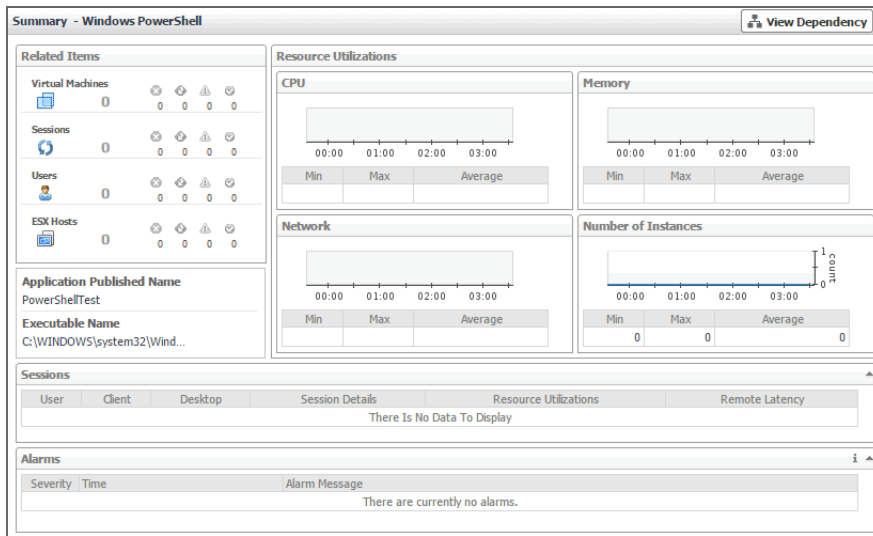 Summary - Windows PowerShell
View Dependency
Related Items
Virtual Machines
0
0 0 0 0
Sessions
0
0 0 0 0
Users
0
0 0 0 0
ESX Hosts
0
0 0 0 0
Application Published Name
PowerShellTest
Executable Name
C:\WINDOWS\system32\Wind...
Resource Utilizations
CPU
00:00 01:00 02:00 03:00
Min Max Average
Memory
00:00 01:00 02:00 03:00
Min Max Average
Network
00:00 01:00 02:00 03:00
Min Max Average
Number of Instances
1
count
0
00:00 01:00 02:00 03:00
Min Max Average
0 0 0
Sessions
User Client Desktop Session Details Resource Utilizations Remote Latency
There Is No Data To Display
Alarms
i
Severity Time Alarm Message
There are currently no alarms.